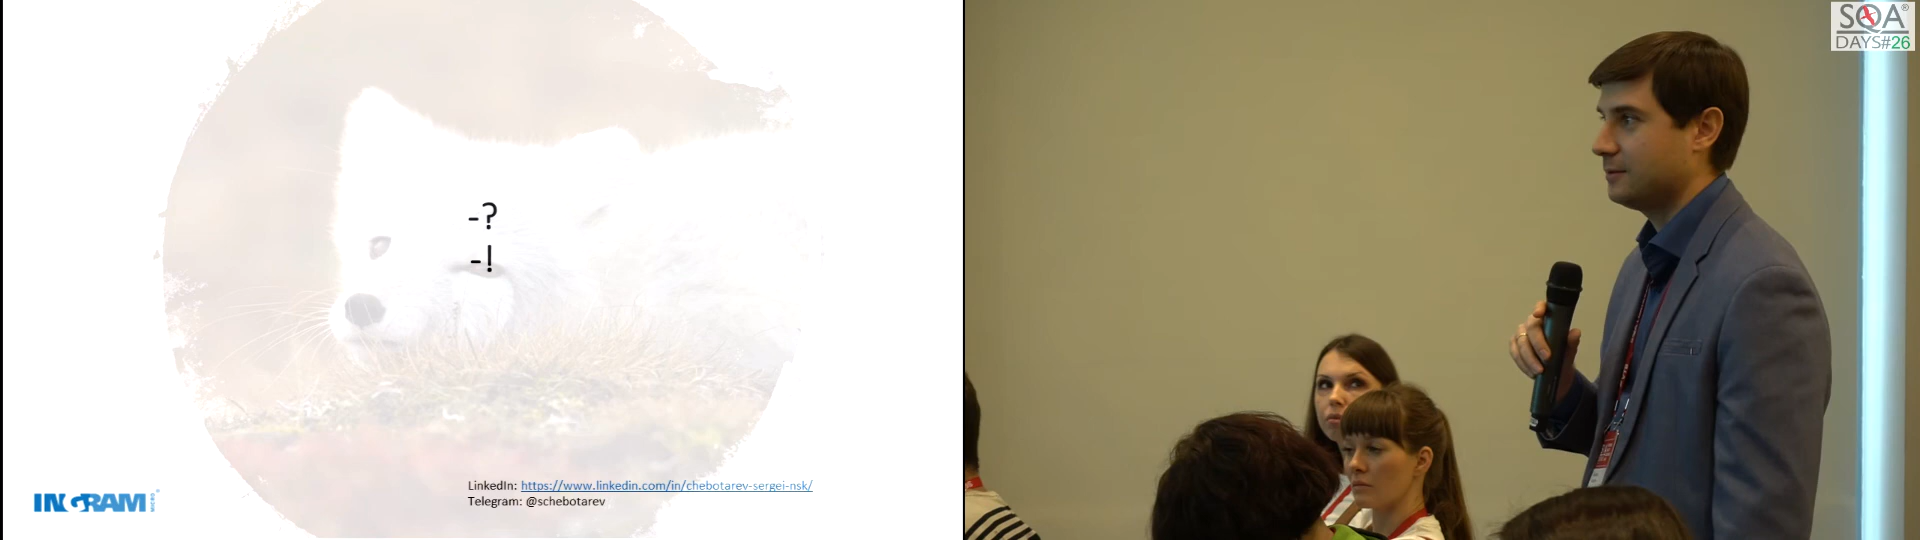 -?
-!
LinkedIn: https://www.linkedin.com/in/chebotarev-sergei-nsk/
Telegram: @schebotarev
INGRAM
SQA®
DAYS#26